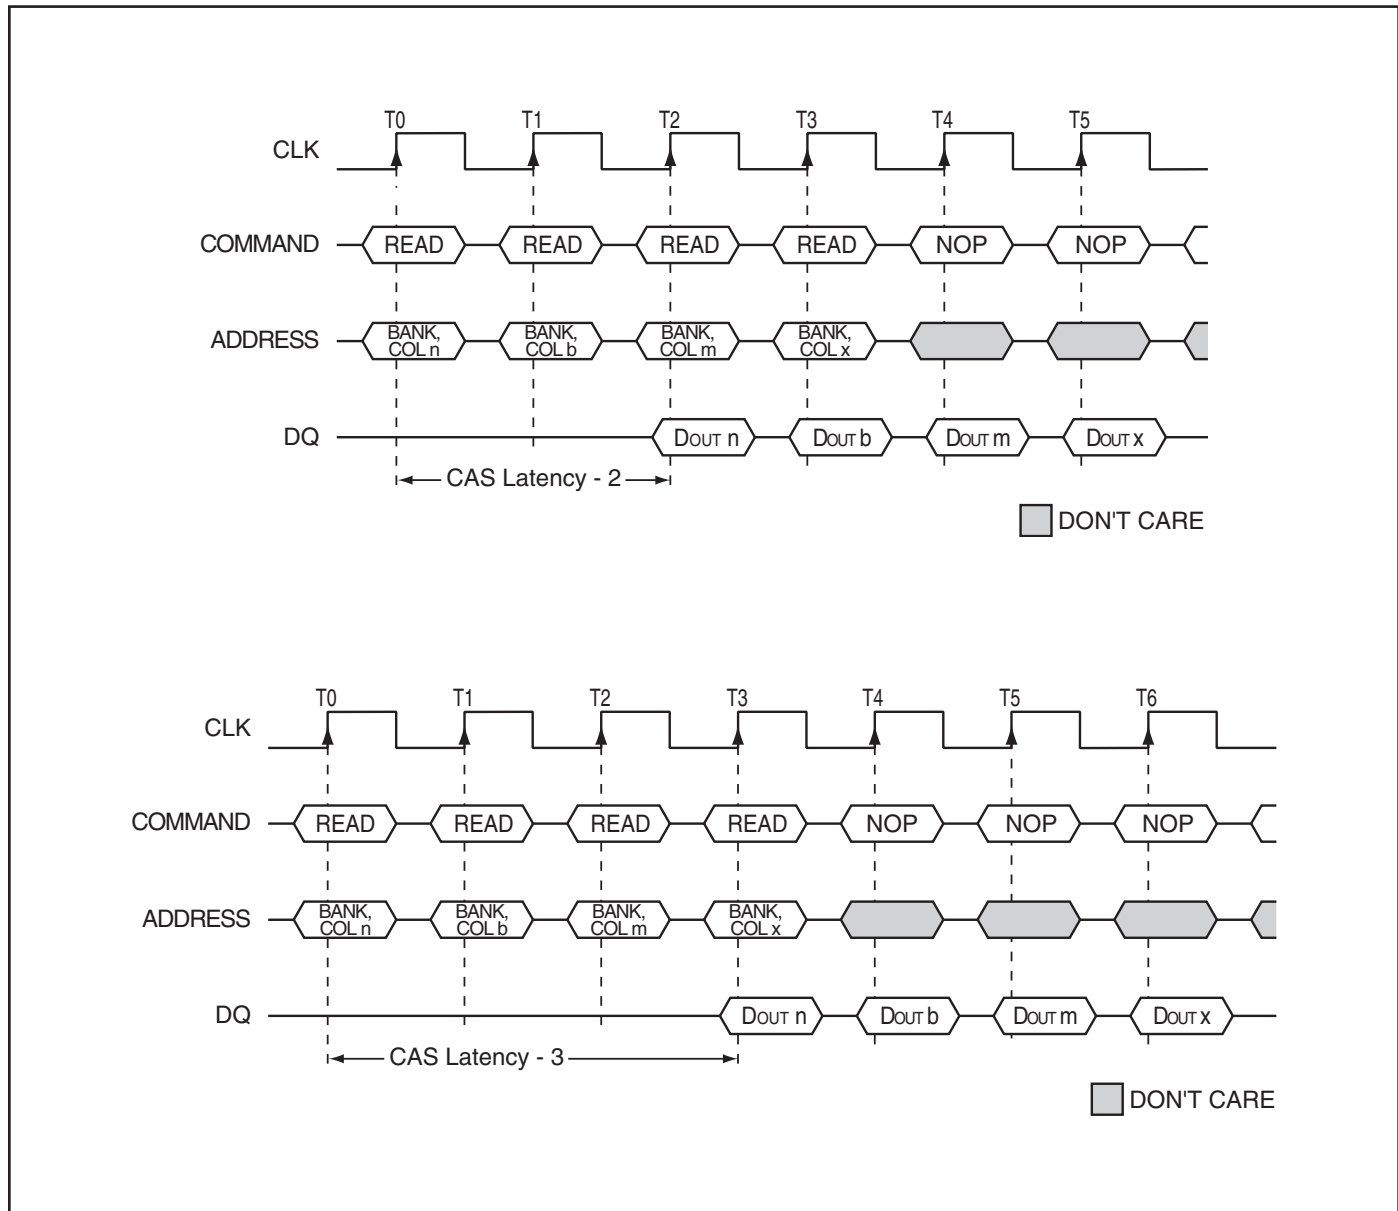 T0 T1 T2 T3 T4 T5
CLK
COMMAND READ READ READ READ NOP NOP
ADDRESS BANK, COL n BANK, COL b BANK, COL m BANK, COL x
DQ DOUT n DOUT b DOUT m DOUT x
CAS Latency - 2
DON'T CARE
T0 T1 T2 T3 T4 T5 T6
CLK
COMMAND READ READ READ READ NOP NOP NOP
ADDRESS BANK, COL n BANK, COL b BANK, COL m BANK, COL x
DQ DOUT n DOUT b DOUT m DOUT x
CAS Latency - 3
DON'T CARE